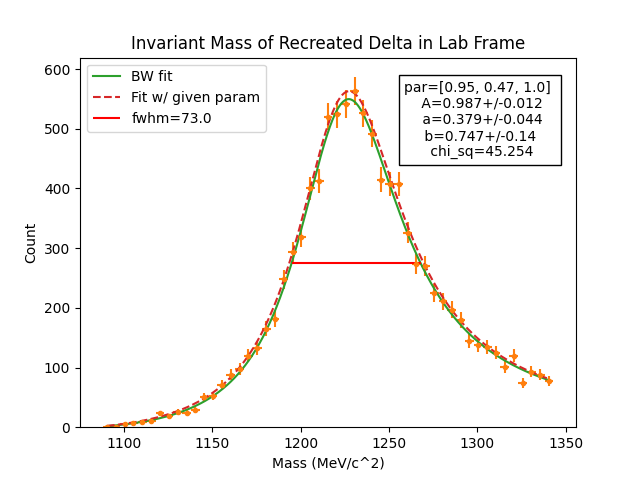 Invariant Mass of Recreated Delta in Lab Frame
BW fit
Fit w/ given param
fwhm=73.0
par=[0.95, 0.47, 1.0]
A=0.987+/-0.012
a=0.379+/-0.044
b=0.747+/-0.14
chi_sq=45.254
600
500
400
300
200
100
0
Count
1100
1150
1200
1250
1300
1350
Mass (MeV/c^2)